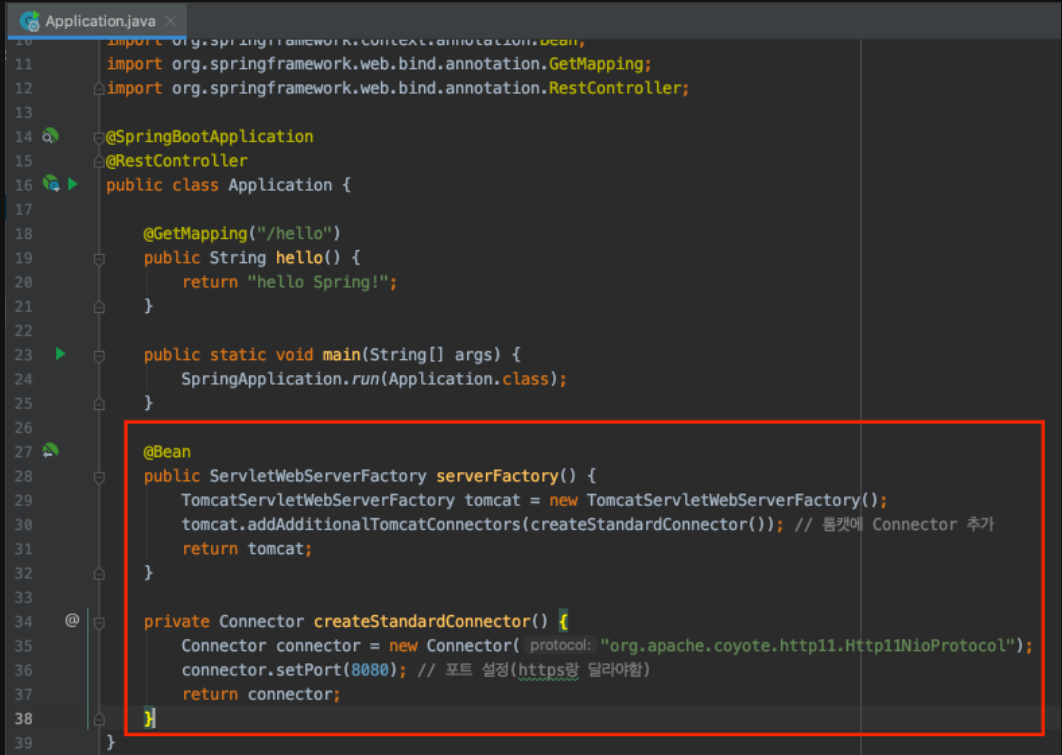 Application.java
10 import org.springframework.context.annotation.Bean;
11 import org.springframework.web.bind.annotation.GetMapping;
12 import org.springframework.web.bind.annotation.RestController;
13
14 @SpringBootApplication
15 @RestController
16 public class Application {
17
18 @GetMapping("/hello")
19 public String hello() {
20 return "hello Spring!";
21 }
22
23 public static void main(String[] args) {
24 SpringApplication.run(Application.class);
25 }
26
27 @Bean
28 public ServletWebServerFactory serverFactory() {
29 TomcatServletWebServerFactory tomcat = new TomcatServletWebServerFactory();
30 tomcat.addAdditionalTomcatConnectors(createStandardConnector()); // 톰캣에 Connector 추가
31 return tomcat;
32 }
33
34 @ private Connector createStandardConnector() {
35 Connector connector = new Connector( protocol: "org.apache.coyote.http11.Http11NioProtocol");
36 connector.setPort(8080); // 포트 설정(https랑 달라야함)
37 return connector;
38 }
39 }